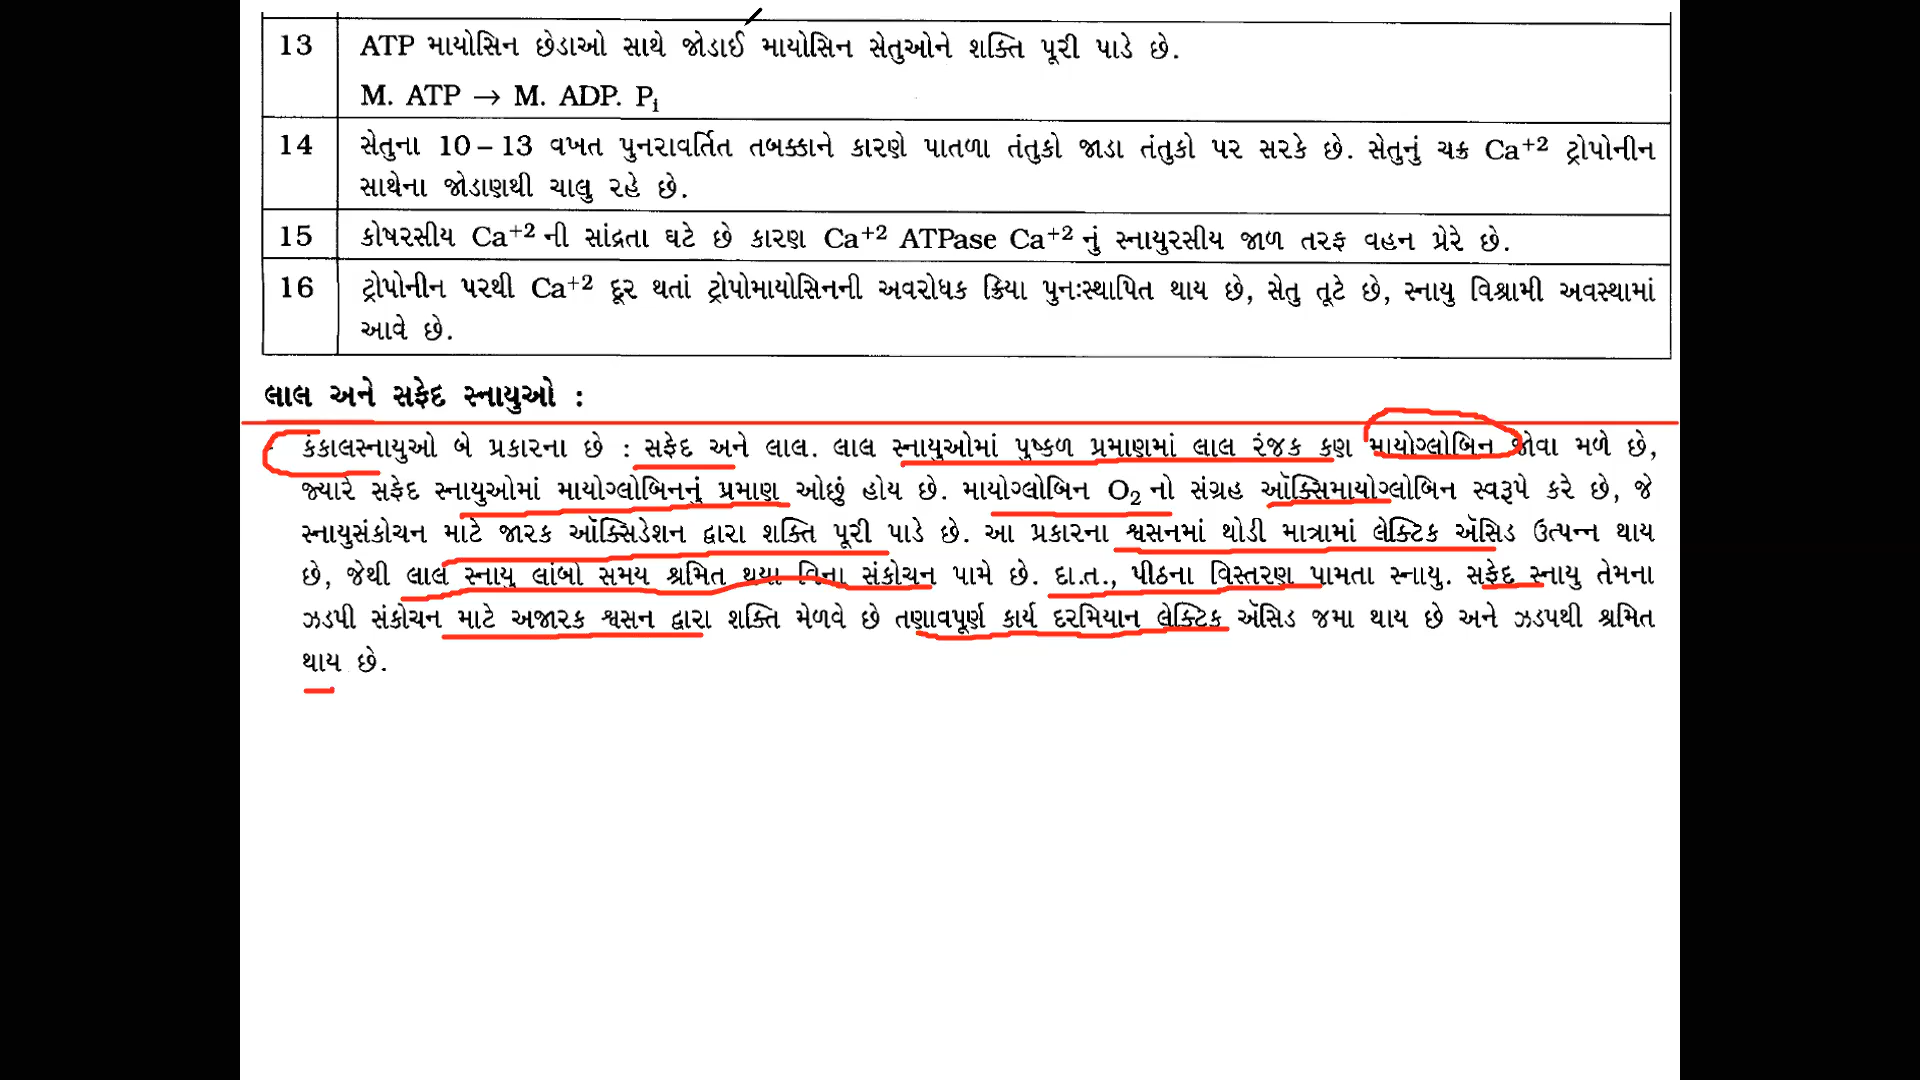 13 ATP માયોસિન છેડાઓ સાથે જોડાઈ માયોસિન સેતુઓને શક્તિ પૂરી પાડે છે.
M. ATP → M. ADP. Pi
14 સેતુના 10 – 13 વખત પુનરાવર્તિત તબક્કાને કારણે પાતળા તંતુકો જાડા તંતુકો પર સરકે છે. સેતુનું ચક્ર Ca+2 ટ્રોપોનીન
સાથેના જોડાણથી ચાલુ રહે છે.
15 કોષરસીય Ca+2 ની સાંદ્રતા ઘટે છે કારણ Ca+2 ATPase Ca+2 નું સ્નાયુરસીય જાળ તરફ વહન પ્રેરે છે.
16 ટ્રોપોનીન પરથી Ca+2 દૂર થતાં ટ્રોપોમાયોસિનની અવરોધક ક્રિયા પુનઃસ્થાપિત થાય છે, સેતુ તૂટે છે, સ્નાયુ વિશ્રામી અવસ્થામાં
આવે છે.
લાલ અને સફેદ સ્નાયુઓ :
કંકાલસ્નાયુઓ બે પ્રકારના છે : સફેદ અને લાલ. લાલ સ્નાયુઓમાં પુષ્કળ પ્રમાણમાં લાલ રંજક કણ માયોગ્લોબિન જોવા મળે છે,
જ્યારે સફેદ સ્નાયુઓમાં માયોગ્લોબિનનું પ્રમાણ ઓછું હોય છે. માયોગ્લોબિન O2 નો સંગ્રહ ઑક્સિમાયોગ્લોબિન સ્વરૂપે કરે છે, જે
સ્નાયુસંકોચન માટે જારક ઑક્સિડેશન દ્વારા શક્તિ પૂરી પાડે છે. આ પ્રકારના શ્વસનમાં થોડી માત્રામાં લેક્ટિક ઍસિડ ઉત્પન્ન થાય
છે, જેથી લાલ સ્નાયુ લાંબો સમય શ્રમિત થયા વિના સંકોચન પામે છે. દા.ત., પીઠના વિસ્તરણ પામતા સ્નાયુ. સફેદ સ્નાયુ તેમના
ઝડપી સંકોચન માટે અજારક શ્વસન દ્વારા શક્તિ મેળવે છે તણાવપૂર્ણ કાર્ય દરમિયાન લેક્ટિક ઍસિડ જમા થાય છે અને ઝડપથી શ્રમિત
થાય છે.